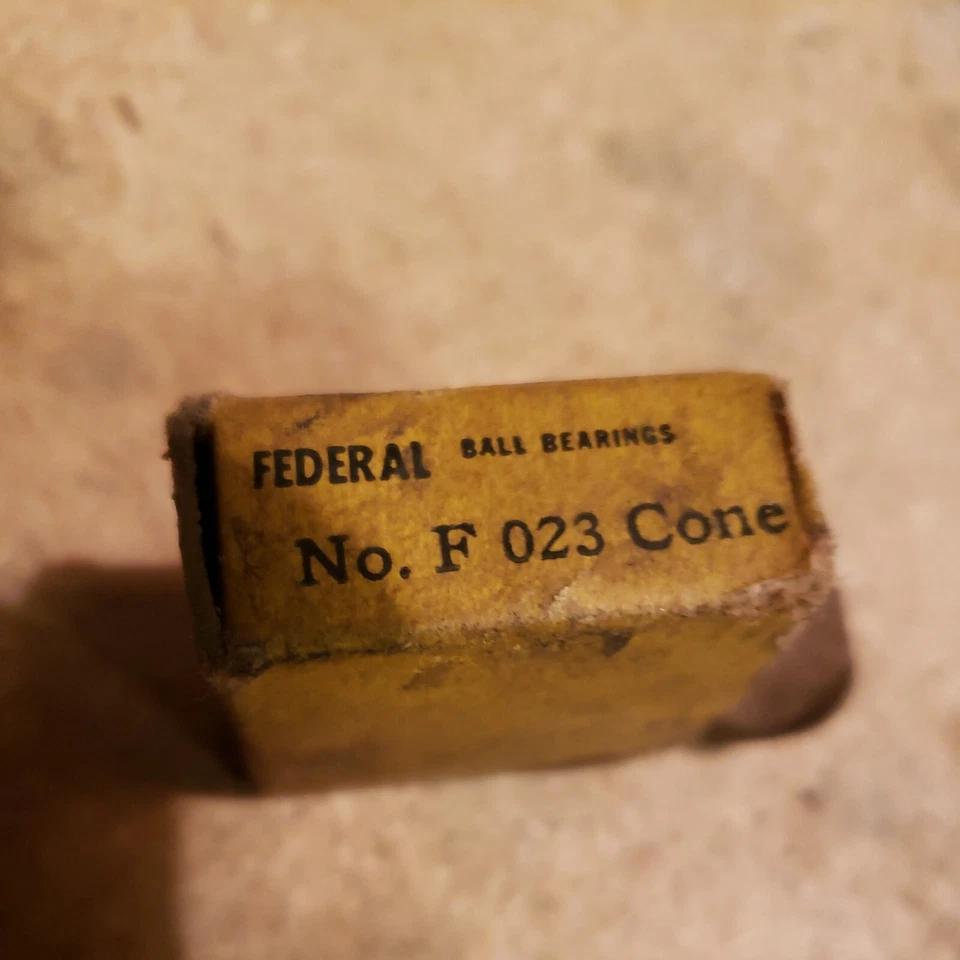 FEDERAL BALL BEARINGS
No. F 023 Cone